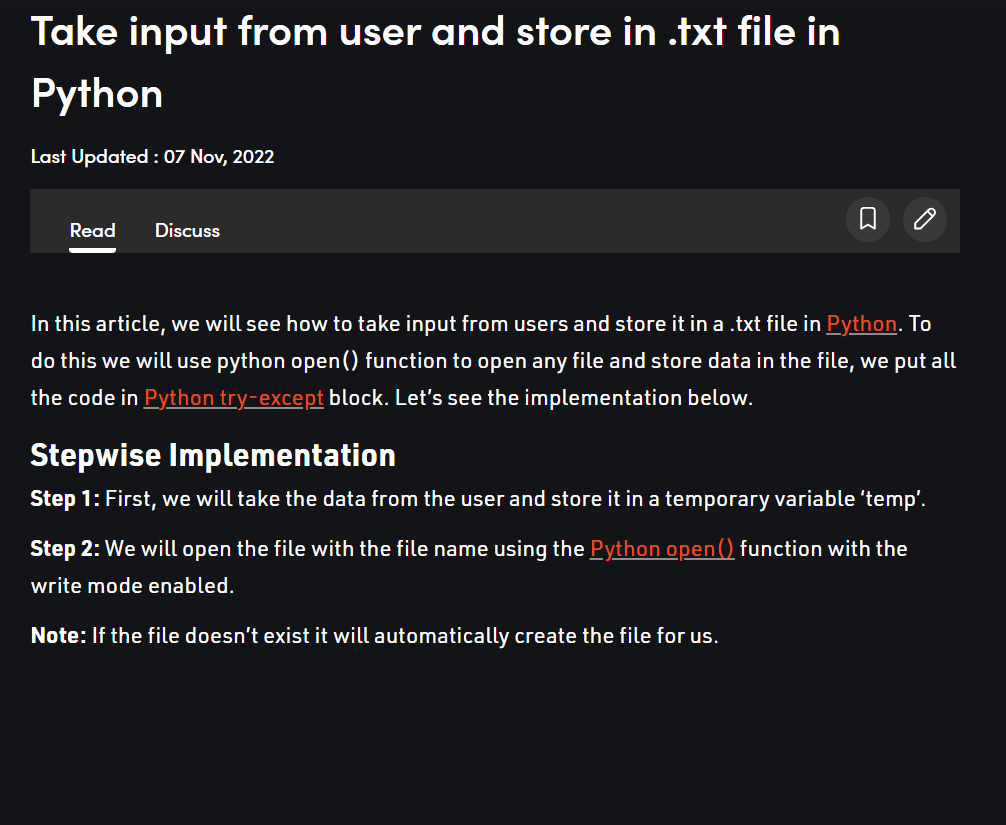 Take input from user and store in .txt file in
Python
Last Updated : 07 Nov, 2022
Read Discuss
In this article, we will see how to take input from users and store it in a .txt file in Python. To
do this we will use python open() function to open any file and store data in the file, we put all
the code in Python try-except block. Let’s see the implementation below.
Stepwise Implementation
Step 1: First, we will take the data from the user and store it in a temporary variable ‘temp’.
Step 2: We will open the file with the file name using the Python open() function with the
write mode enabled.
Note: If the file doesn’t exist it will automatically create the file for us.